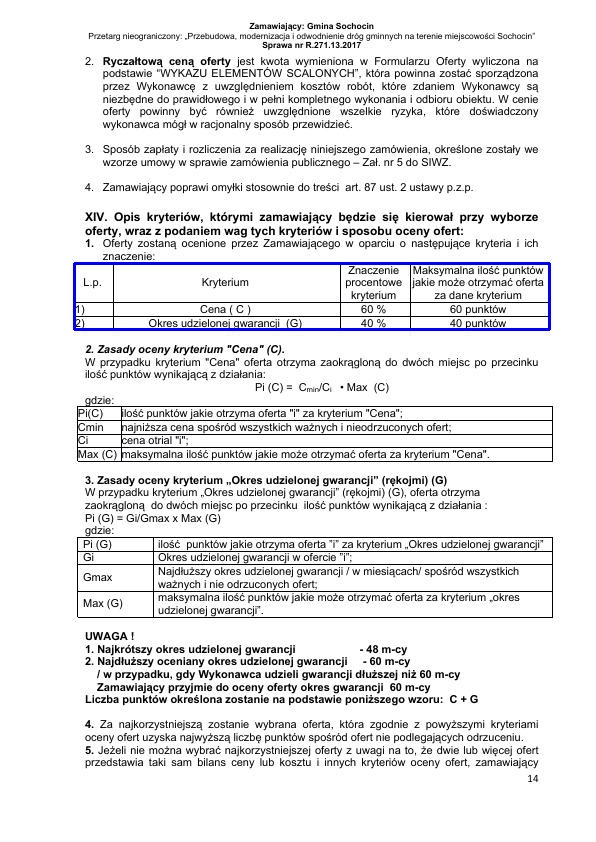 Zamawiający: Gmina Sochocin
Przetarg nieograniczony: „Przebudowa, modernizacja i odwodnienie dróg gminnych na terenie miejscowości Sochocin"
Sprawa nr R.271.13.2017
2. Ryczałtową ceną oferty jest kwota wymieniona w Formularzu Oferty wyliczona na
podstawie "WYKAZU ELEMENTÓW SCALONYCH", która powinna zostać sporządzona
przez Wykonawcę z uwzględnieniem kosztów robót, które zdaniem Wykonawcy są
niezbędne do prawidłowego i w pełni kompletnego wykonania i odbioru obiektu. W cenie
oferty powinny być również uwzględnione wszelkie ryzyka, które doświadczony
wykonawca mógł w racjonalny sposób przewidzieć.
3. Sposób zapłaty i rozliczenia za realizację niniejszego zamówienia, określone zostały we
wzorze umowy w sprawie zamówienia publicznego – Zał. nr 5 do SIWZ.
4. Zamawiający poprawi omyłki stosownie do treści art. 87 ust. 2 ustawy p.z.p.
XIV. Opis kryteriów, którymi zamawiający będzie się kierował przy wyborze
oferty, wraz z podaniem wag tych kryteriów i sposobu oceny ofert:
1. Oferty zostaną ocenione przez Zamawiającego w oparciu o następujące kryteria i ich
znaczenie:
L.p. Kryterium Znaczenie procentowe kryterium Maksymalna ilość punktów jakie może otrzymać oferta za dane kryterium
1) Cena ( C ) 60 % 60 punktów
2) Okres udzielonej gwarancji (G) 40 % 40 punktów
2. Zasady oceny kryterium "Cena" (C).
W przypadku kryterium "Cena" oferta otrzyma zaokrągloną do dwóch miejsc po przecinku
ilość punktów wynikającą z działania:
Pi (C) = Cmin/Ci • Max (C)
gdzie:
Pi(C) ilość punktów jakie otrzyma oferta "i" za kryterium "Cena";
Cmin najniższa cena spośród wszystkich ważnych i nieodrzuconych ofert;
Ci cena otrial "i";
Max (C) maksymalna ilość punktów jakie może otrzymać oferta za kryterium "Cena".
3. Zasady oceny kryterium „Okres udzielonej gwarancji" (rękojmi) (G)
W przypadku kryterium „Okres udzielonej gwarancji" (rękojmi) (G), oferta otrzyma
zaokrągloną do dwóch miejsc po przecinku ilość punktów wynikającą z działania :
Pi (G) = Gi/Gmax x Max (G)
gdzie:
Pi (G) ilość punktów jakie otrzyma oferta "i" za kryterium „Okres udzielonej gwarancji"
Gi Okres udzielonej gwarancji w ofercie "i";
Gmax Najdłuższy okres udzielonej gwarancji / w miesiącach/ spośród wszystkich
ważnych i nie odrzuconych ofert;
Max (G) maksymalna ilość punktów jakie może otrzymać oferta za kryterium „okres
udzielonej gwarancji".
UWAGA !
1. Najkrótszy okres udzielonej gwarancji - 48 m-cy
2. Najdłuższy oceniany okres udzielonej gwarancji - 60 m-cy
/ w przypadku, gdy Wykonawca udzieli gwarancji dłuższej niż 60 m-cy
Zamawiający przyjmie do oceny oferty okres gwarancji 60 m-cy
Liczba punktów określona zostanie na podstawie poniższego wzoru: C + G
4. Za najkorzystniejszą zostanie wybrana oferta, która zgodnie z powyższymi kryteriami
oceny ofert uzyska najwyższą liczbę punktów spośród ofert nie podlegających odrzuceniu.
5. Jeżeli nie można wybrać najkorzystniejszej oferty z uwagi na to, że dwie lub więcej ofert
przedstawia taki sam bilans ceny lub kosztu i innych kryteriów oceny ofert, zamawiający
14